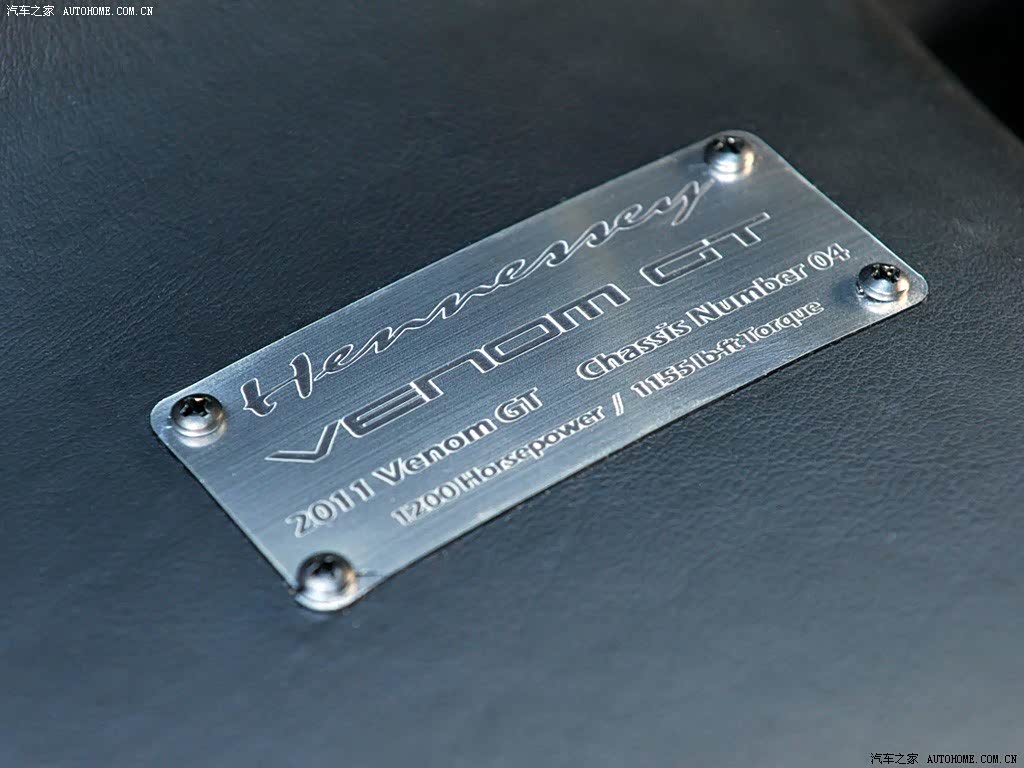 汽车之家 AUTOHOME.COM.CN
Hennessey
VENOM GT
2011 Venom GT Chassis Number 04
1200 Horsepower / 1155 lb.ft Torque
汽车之家 AUTOHOME.COM.CN